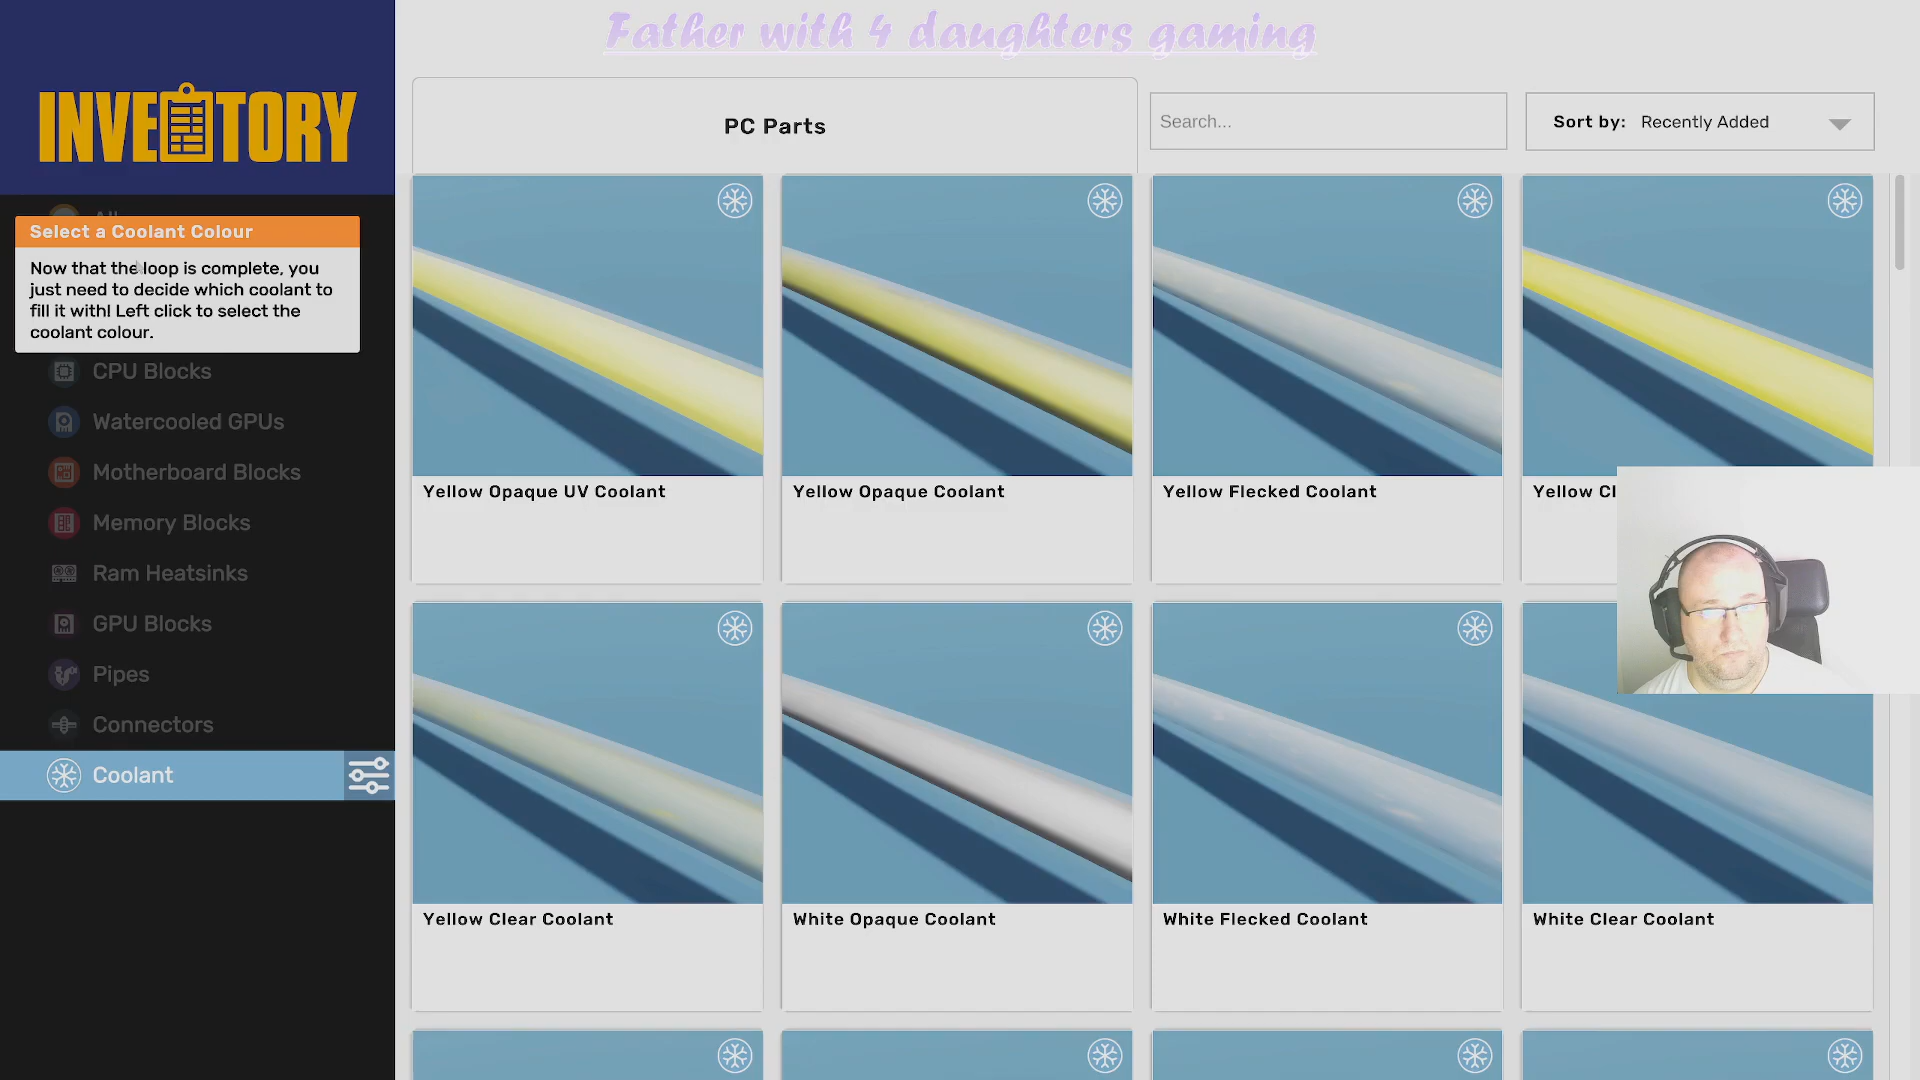 Father with 4 daughters gaming
INVENTORY
PC Parts
Search...
Sort by: Recently Added
Select a Coolant Colour
Now that the loop is complete, you
just need to decide which coolant to
fill it with! Left click to select the
coolant colour.
CPU Blocks
Watercooled GPUs
Motherboard Blocks
Memory Blocks
Ram Heatsinks
GPU Blocks
Pipes
Connectors
Coolant
Yellow Opaque UV Coolant
Yellow Opaque Coolant
Yellow Flecked Coolant
Yellow Cl
Yellow Clear Coolant
White Opaque Coolant
White Flecked Coolant
White Clear Coolant